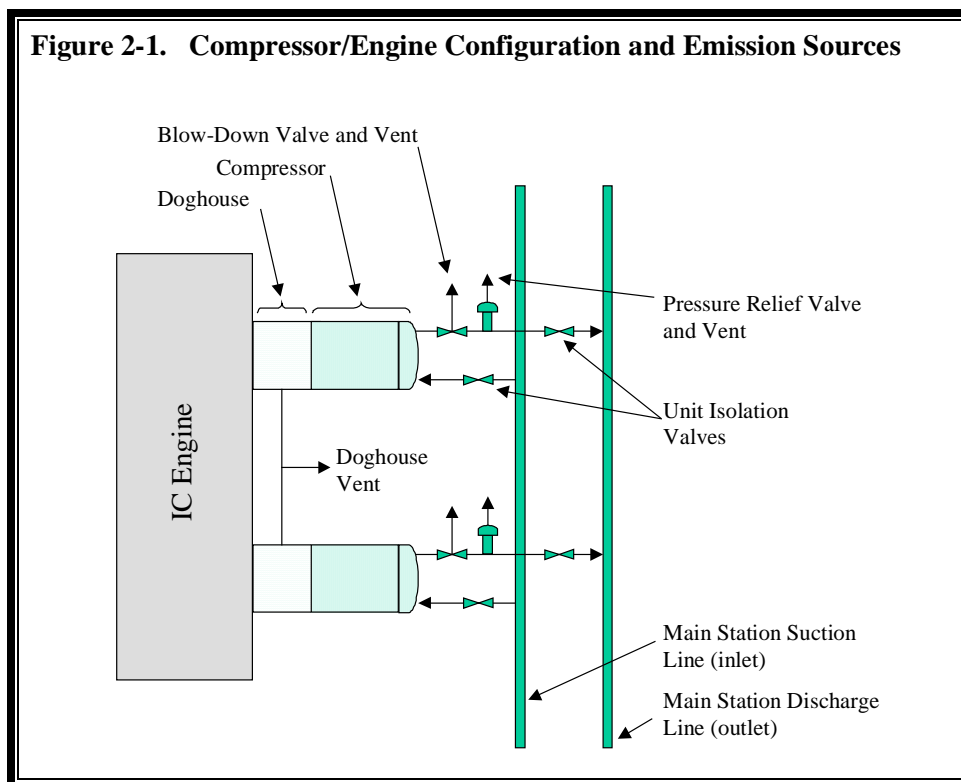 Figure 2-1. Compressor/Engine Configuration and Emission Sources
Blow-Down Valve and Vent
Compressor
Doghouse
Pressure Relief Valve
and Vent
Unit Isolation
Valves
IC Engine
Doghouse
Vent
Main Station Suction
Line (inlet)
Main Station Discharge
Line (outlet)